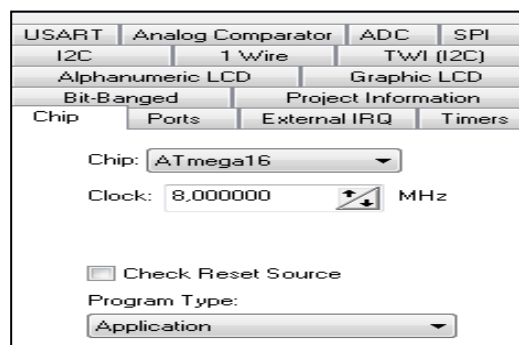 USART Analog Comparator ADC SPI
I2C 1 Wire TWI (I2C)
Alphanumeric LCD Graphic LCD
Bit-Banged Project Information
Chip Ports External IRQ Timers
Chip: ATmega16
Clock: 8,000000 MHz
Check Reset Source
Program Type:
Application